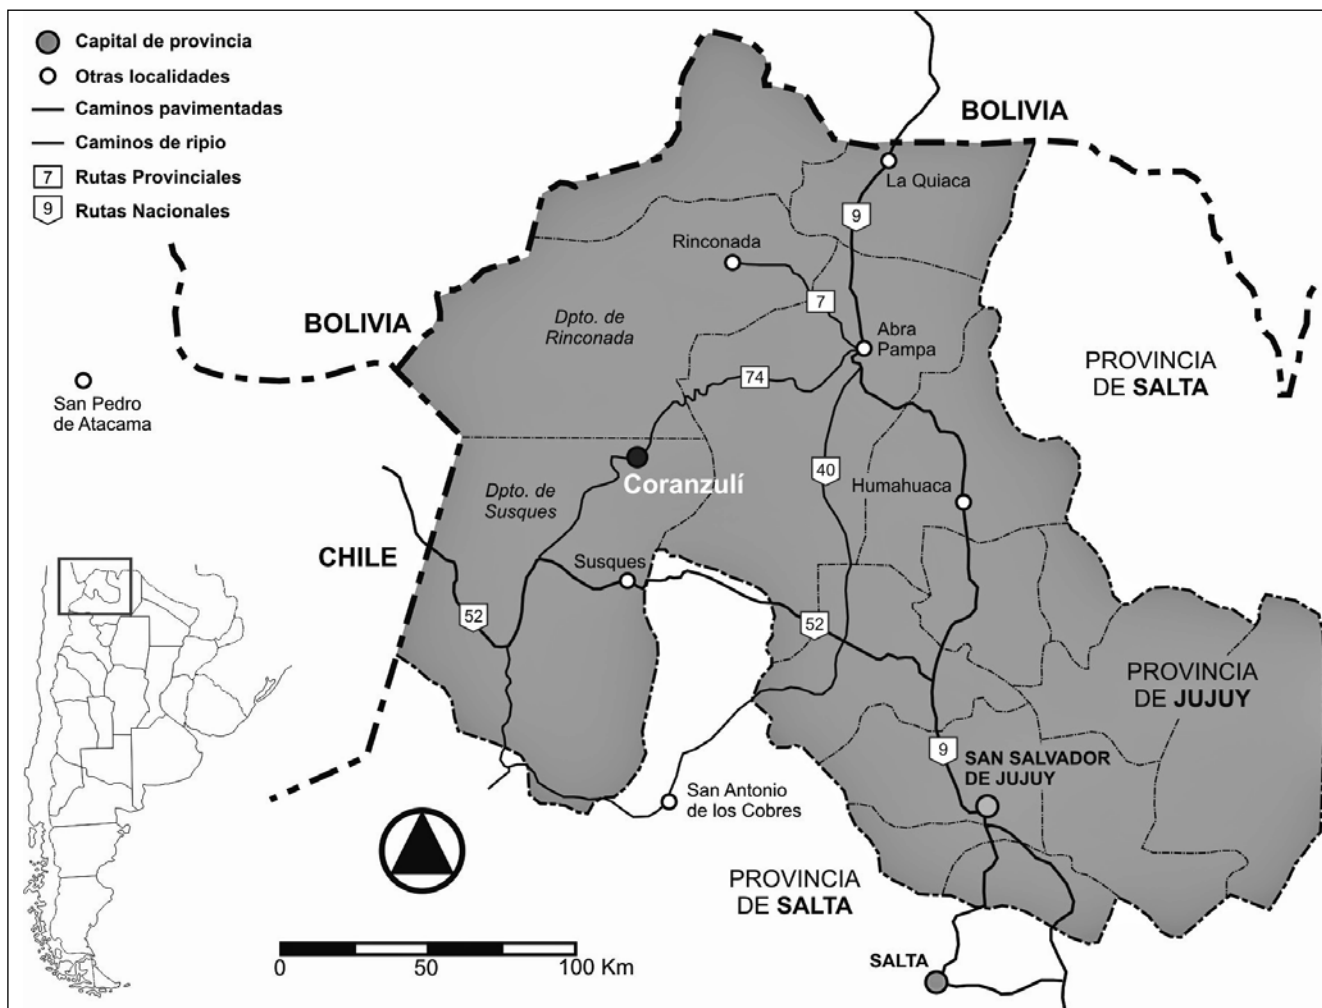 Capital de provincia
Otras localidades
Caminos pavimentadas
Caminos de ripio
7 Rutas Provinciales
9 Rutas Nacionales
BOLIVIA
La Quiaca
9
Rinconada
7
BOLIVIA
Dpto. de
Rinconada
Abra
Pampa
PROVINCIA
DE SALTA
74
San Pedro
de Atacama
40
Coranzulí
Humahuaca
Dpto. de
Susques
CHILE
Susques
52
52
PROVINCIA
DE JUJUY
9
SAN SALVADOR
DE JUJUY
San Antonio
de los Cobres
PROVINCIA
DE SALTA
SALTA
0 50 100 Km